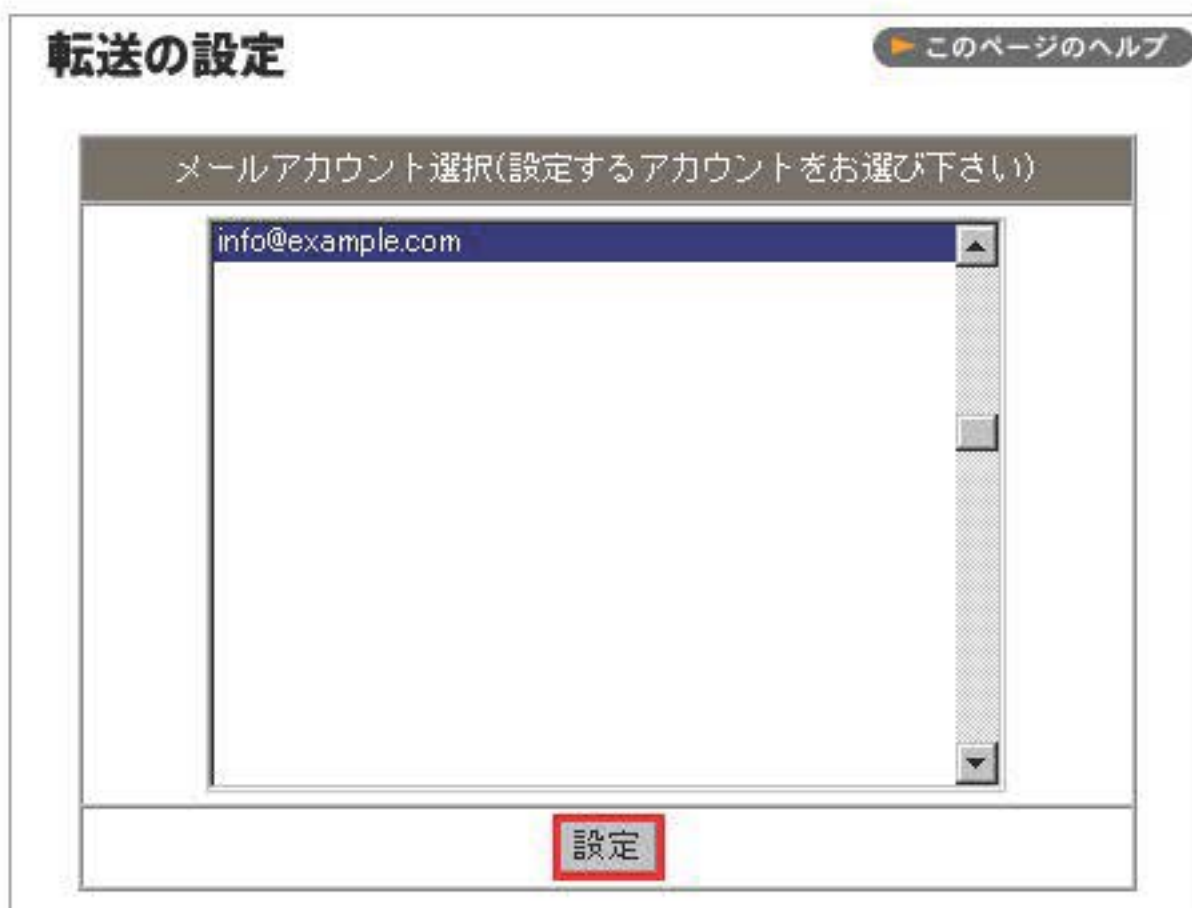 転送の設定
このページのヘルプ
メールアカウント選択(設定するアカウントをお選び下さい)
info@example.com
設定